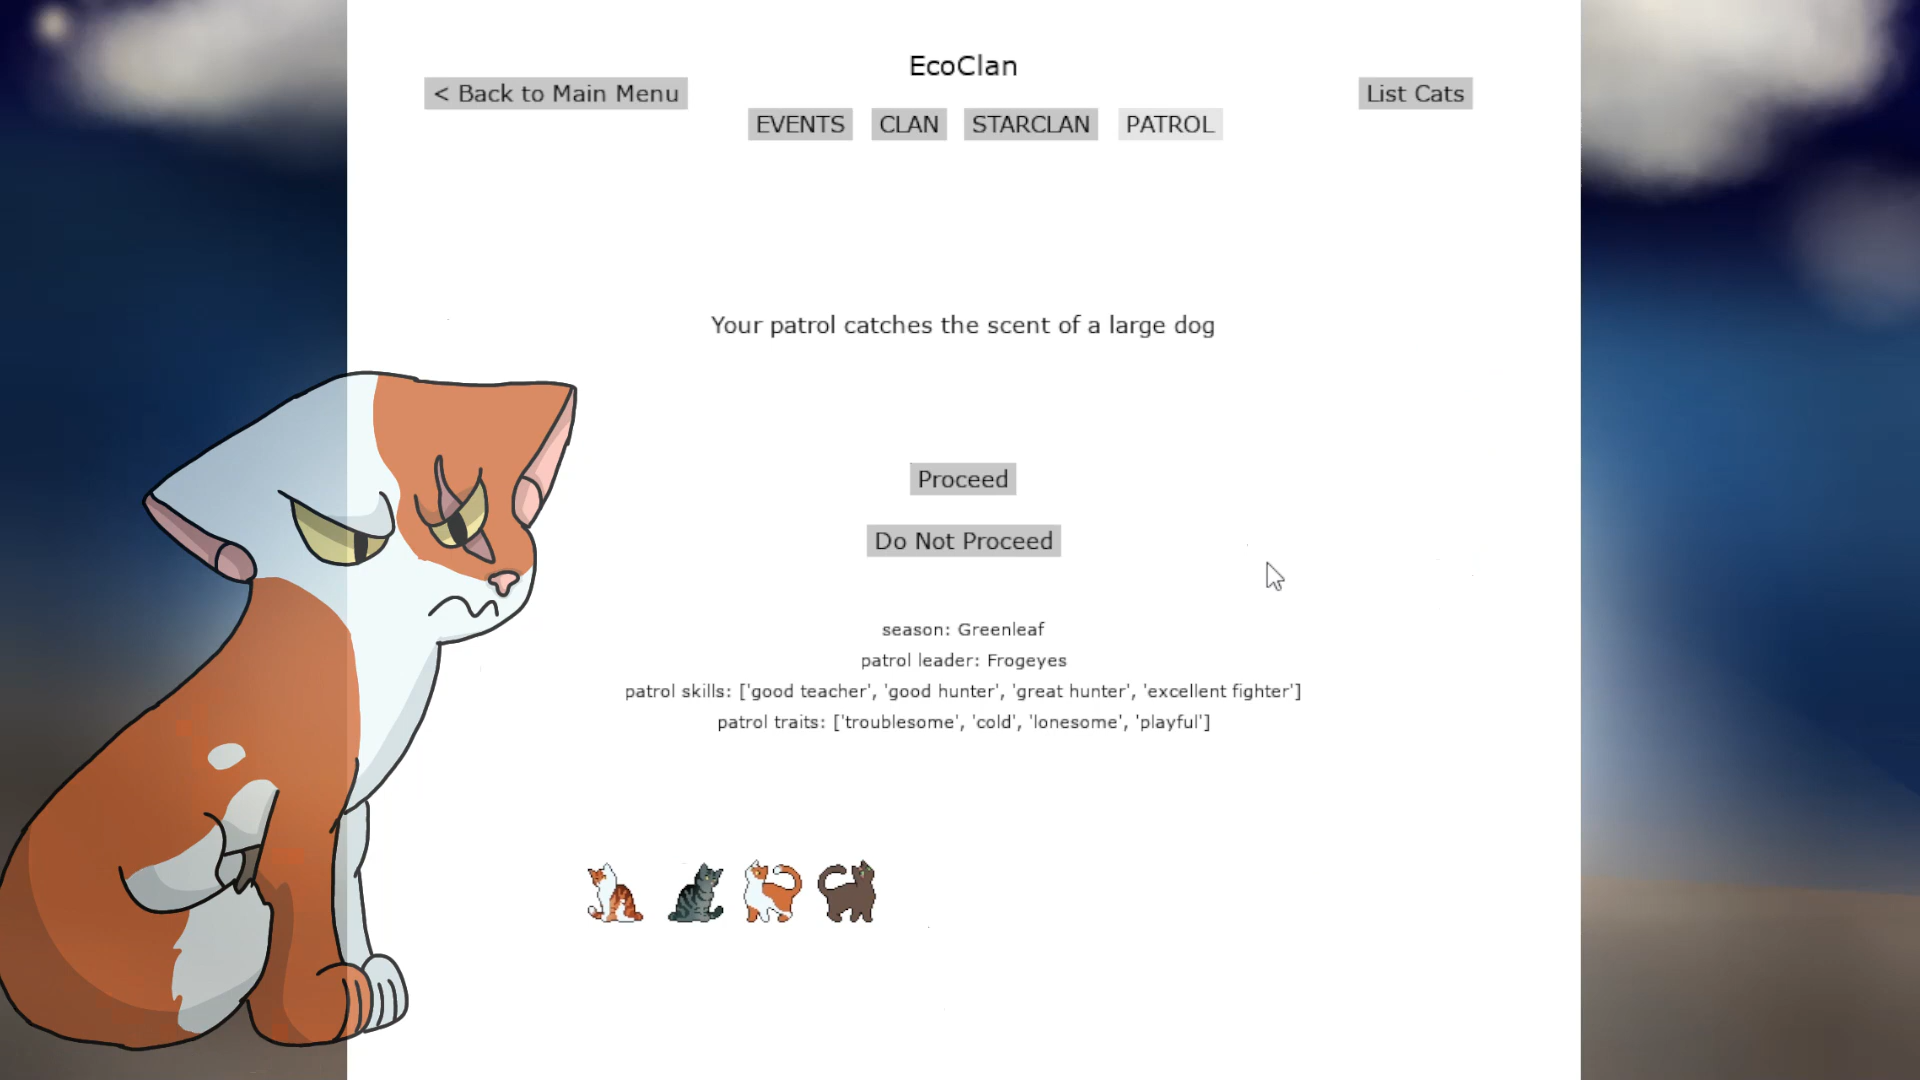 EcoClan
< Back to Main Menu
List Cats
EVENTS CLAN STARCLAN PATROL
Your patrol catches the scent of a large dog
Proceed
Do Not Proceed
season: Greenleaf
patrol leader: Frogeyes
patrol skills: ['good teacher', 'good hunter', 'great hunter', 'excellent fighter']
patrol traits: ['troublesome', 'cold', 'lonesome', 'playful']